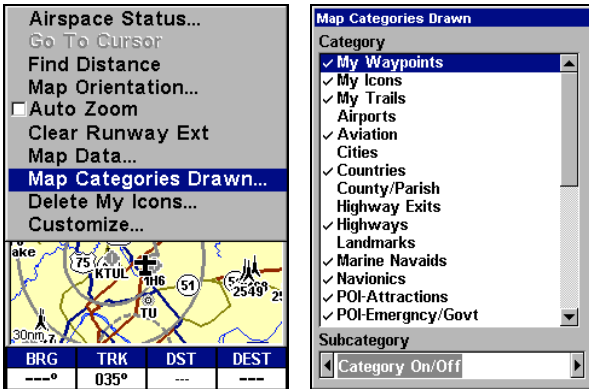 Airspace Status...
Go To Cursor
Find Distance
Map Orientation...
Auto Zoom
Clear Runway Ext
Map Data...
Map Categories Drawn...
Delete My Icons...
Customize...
ake
75
KTUL
1H6
51
2549'
TU
30nm
BRG TRK DST DEST
---° 035° --- ---
Map Categories Drawn
Category
My Waypoints
My Icons
My Trails
Airports
Aviation
Cities
Countries
County/Parish
Highway Exits
Highways
Landmarks
Marine Navaids
Navionics
POI-Attractions
POI-Emergncy/Govt
Subcategory
Category On/Off